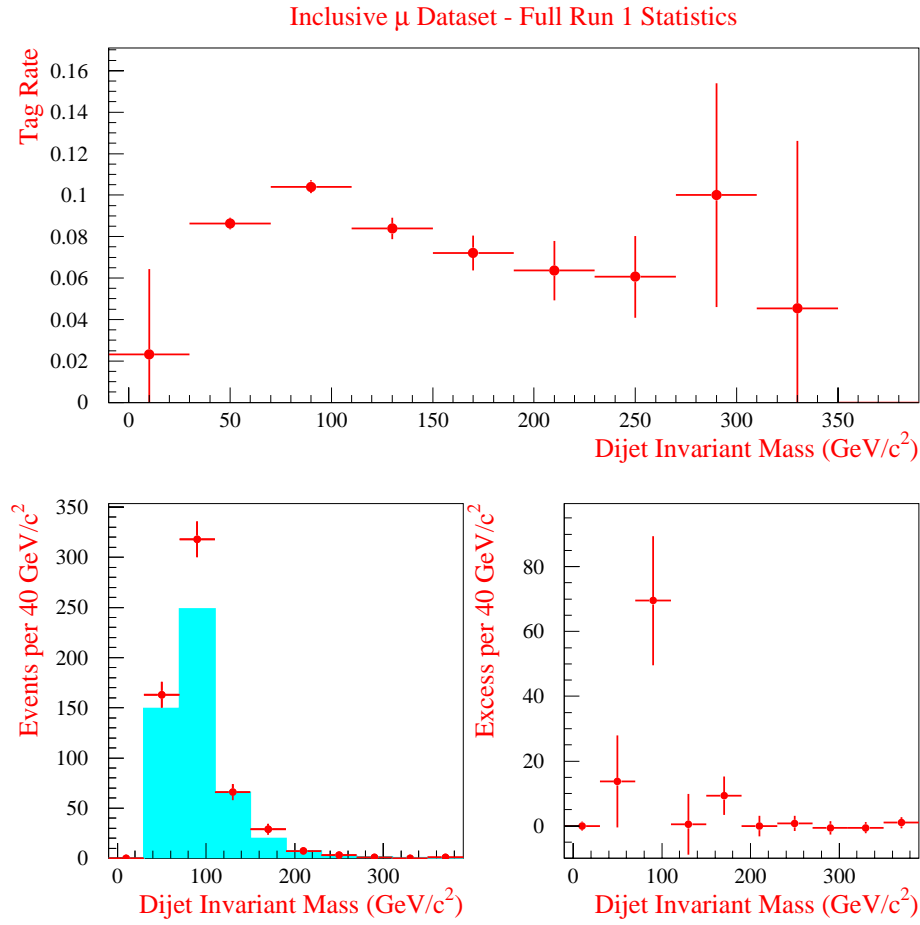 Inclusive μ Dataset - Full Run 1 Statistics
Tag Rate
0.16
0.14
0.12
0.1
0.08
0.06
0.04
0.02
0
0 50 100 150 200 250 300 350
Dijet Invariant Mass (GeV/c²)
Events per 40 GeV/c²
350
300
250
200
150
100
50
0
0 200
Dijet Invariant Mass (GeV/c²)
Excess per 40 GeV/c²
80
60
40
20
0
0 100 200 300
Dijet Invariant Mass (GeV/c²)